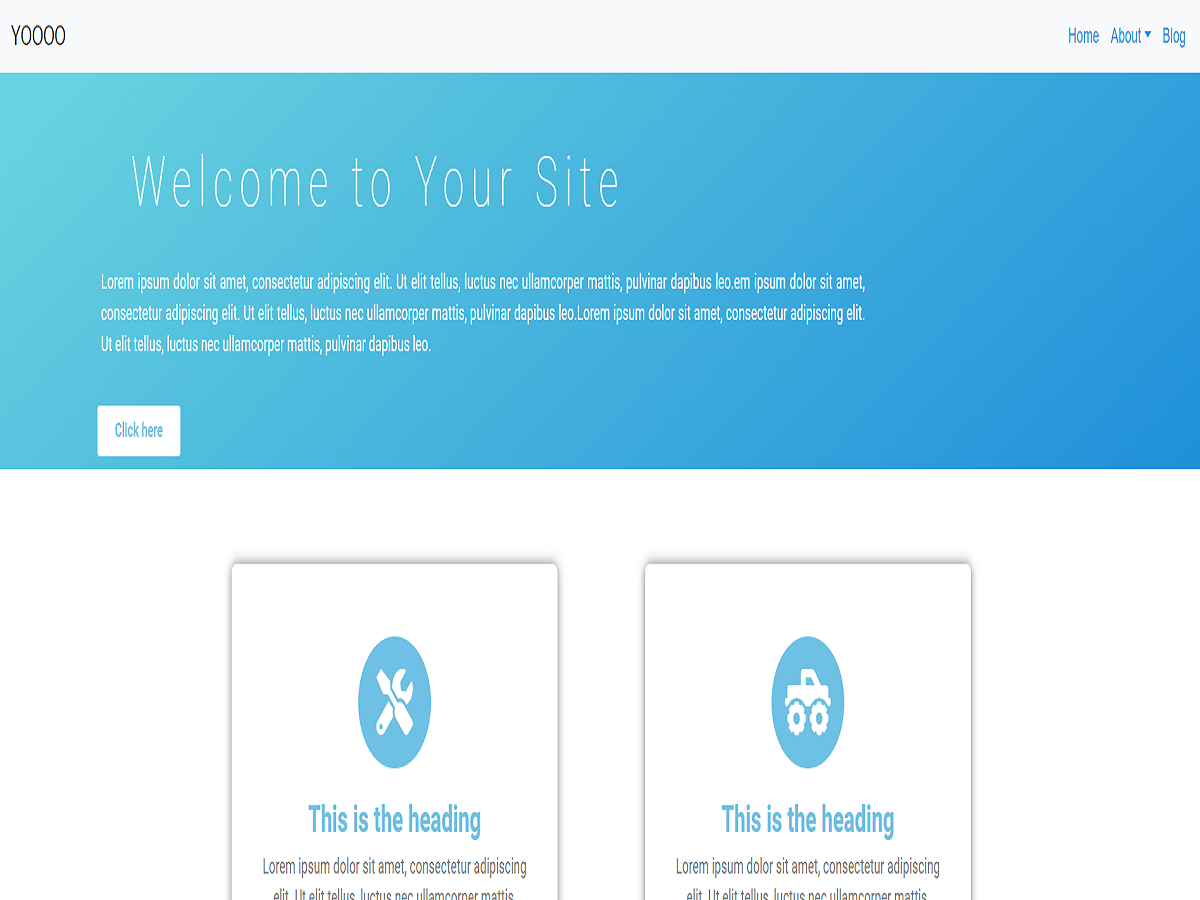 YOOOO
Home About Blog
Welcome to Your Site
Lorem ipsum dolor sit amet, consectetur adipiscing elit. Ut elit tellus, luctus nec ullamcorper mattis, pulvinar dapibus leo.em ipsum dolor sit amet,
consectetur adipiscing elit. Ut elit tellus, luctus nec ullamcorper mattis, pulvinar dapibus leo.Lorem ipsum dolor sit amet, consectetur adipiscing elit.
Ut elit tellus, luctus nec ullamcorper mattis, pulvinar dapibus leo.
Click here
This is the heading
Lorem ipsum dolor sit amet, consectetur adipiscing
elit. Ut elit tellus, luctus nec ullamcorper mattis,
This is the heading
Lorem ipsum dolor sit amet, consectetur adipiscing
elit. Ut elit tellus, luctus nec ullamcorper mattis,